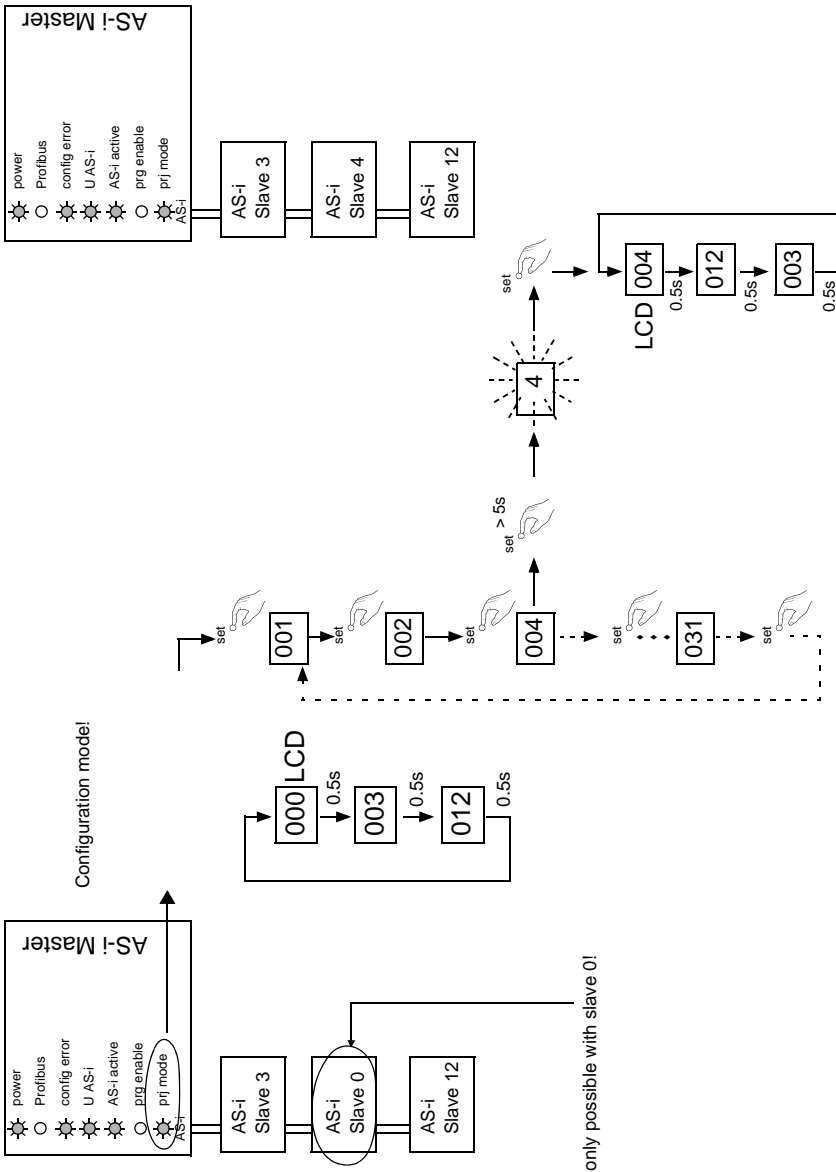 power
Profibus
config error
U AS-i
AS-i active
prg enable
prj mode
AS-i
AS-i Master
AS-i
Slave 3
AS-i
Slave 0
AS-i
Slave 12
only possible with slave 0!
Configuration mode!
LCD
000
0.5s
003
0.5s
012
0.5s
set
001
set
002
set
004
set
031
set
set > 5s
4
set
LCD
004
0.5s
012
0.5s
003
0.5s
power
Profibus
config error
U AS-i
AS-i active
prg enable
prj mode
AS-i
AS-i Master
AS-i
Slave 3
AS-i
Slave 4
AS-i
Slave 12